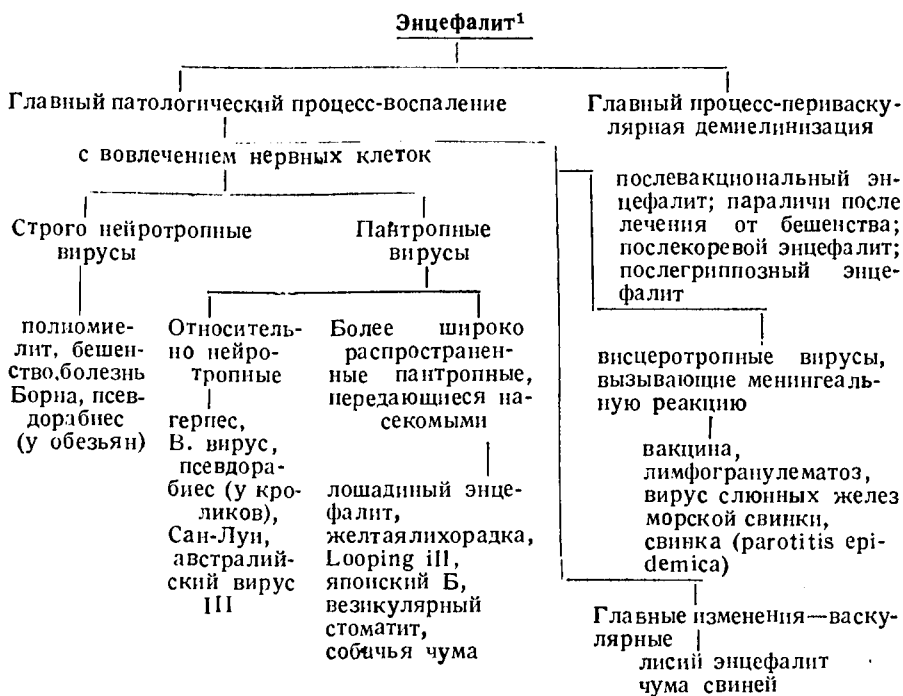 Энцефалит¹
Главный патологический процесс-воспаление
с вовлечением нервных клеток
Строго нейротропные
вирусы
полиомие-
лит, бешен-
ство,болезнь
Борна, псев-
дорабиес
(у обезьян)
Пантропные
вирусы
Относитель-
но нейро-
тропные
герпес,
В. вирус,
псевдора-
биес (у кро-
ликов),
Сан-Луи,
австралий-
ский вирус
III
Более широко
распространен-
ные пантропные,
передающиеся на-
секомыми
лошадиный энце-
фалит,
желтаялихорадка,
Looping ill,
японский Б,
везикулярный
стоматит,
собачья чума
Главный процесс-периваску-
лярная демиелинизация
послевакциональный эн-
цефалит; параличи после
лечения от бешенства;
послекоревой энцефалит;
послегриппозный энце-
фалит
висцеротропные вирусы,
вызывающие менингеаль-
ную реакцию
вакцина,
лимфогранулематоз,
вирус слюнных желез
морской свинки,
свинка (parotitis epi-
demica)
Главные изменения—васку-
лярные
лисий энцефалит
чума свиней